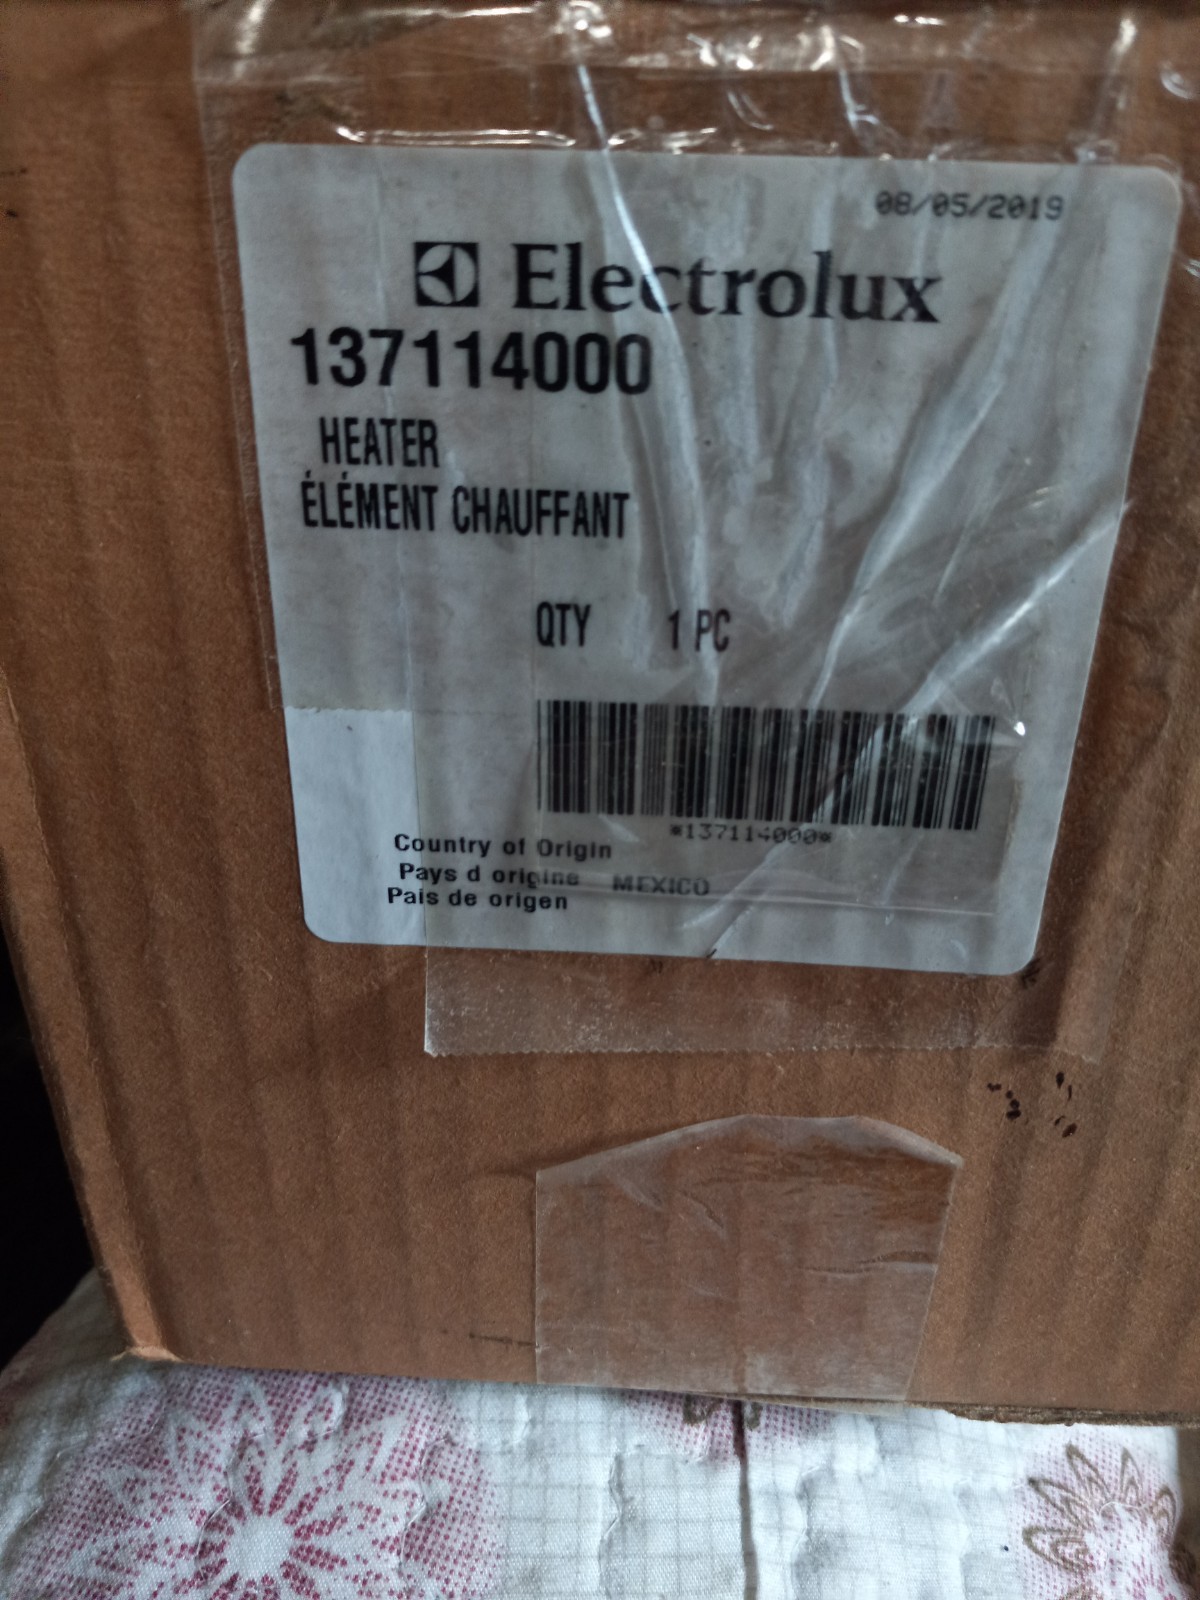 08/05/2019
Electrolux
137114000
HEATER
ÉLÉMENT CHAUFFANT
QTY 1 PC
*137114000*
Country of Origin
Pays d origine MEXICO
Pais de origen